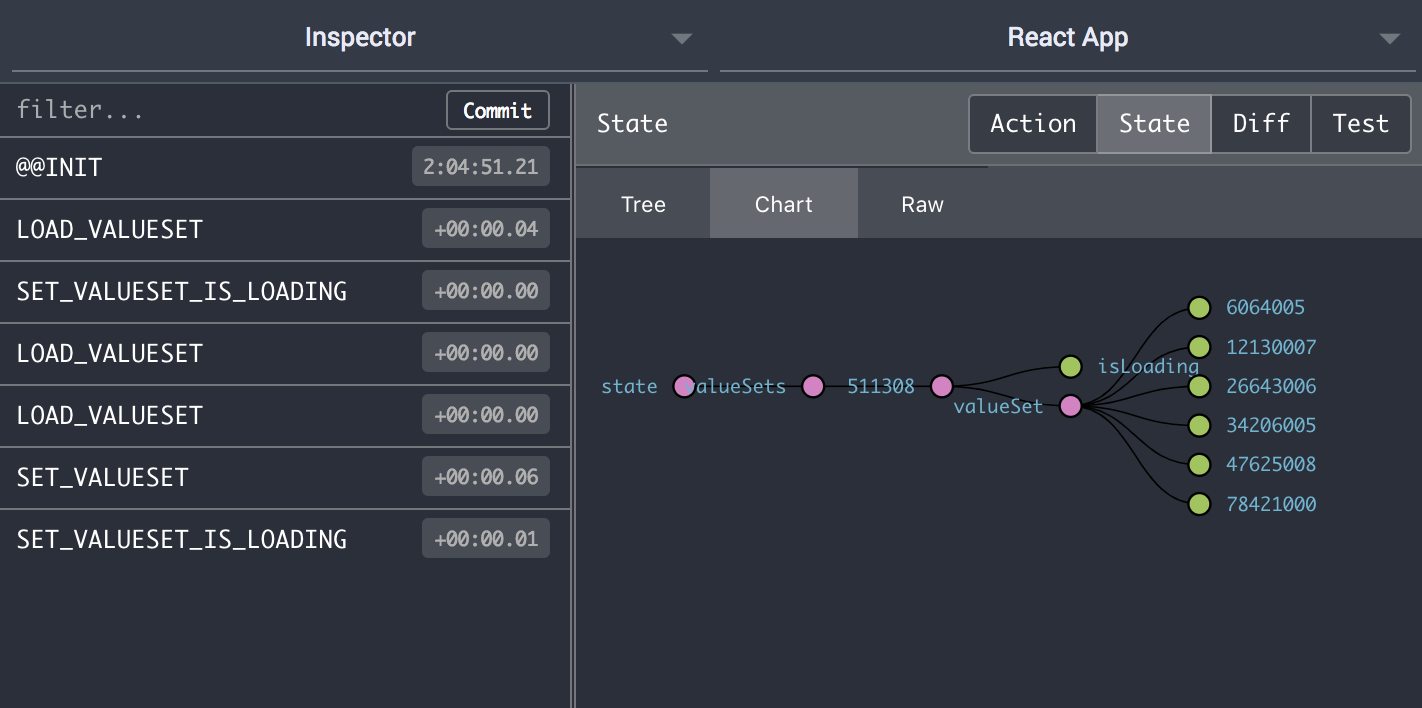 Inspector
React App
filter...
Commit
@@INIT
2:04:51.21
LOAD_VALUESET
+00:00.04
SET_VALUESET_IS_LOADING
+00:00.00
LOAD_VALUESET
+00:00.00
LOAD_VALUESET
+00:00.00
SET_VALUESET
+00:00.06
SET_VALUESET_IS_LOADING
+00:00.01
State
Action
State
Diff
Test
Tree
Chart
Raw
state
valueSets
511308
isLoading
valueSet
6064005
12130007
26643006
34206005
47625008
78421000